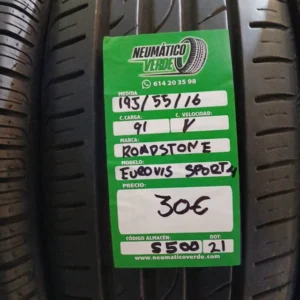 NEUMÁTICO
VERDE
614 20 35 98
MEDIDA
195/55/16
C. CARGA: C. VELOCIDAD:
91 V
MARCA:
ROADSTONE
MODELO:
EUROVIS SPORT 4
PRECIO:
30€
CÓDIGO ALMACÉN: DOT:
5500 21
www.neumaticoverde.com